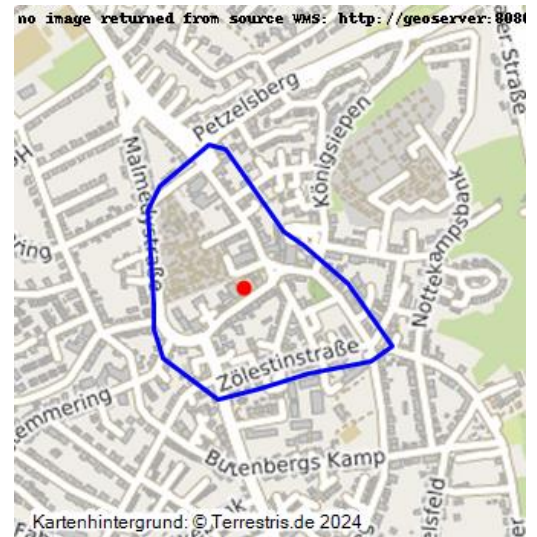 no image returned from source WMS: http://geoserver:808
Petzelsberg
Königsiepen
Malmedystraße
Nottekampsbank
Zölestinstraße
Butenbergs Kamp
Kartenhintergrund: © Terrestris.de 2024